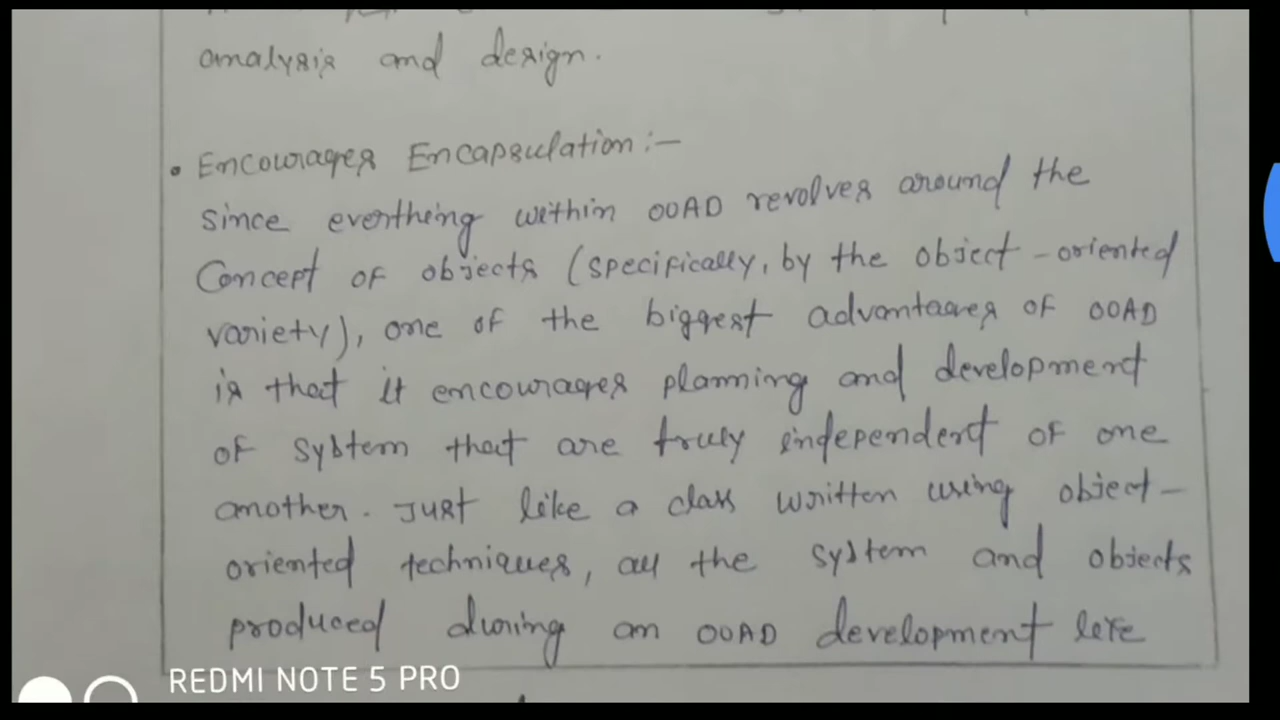 analysis and design.
• Encourages Encapsulation :-
since everthing within OOAD revolves around the
Concept of objects (specifically, by the object-oriented
variety), one of the biggest advantages of OOAD
is that it encourages planning and development
of system that are truly independent of one
another. Just like a class written using object-
oriented techniques, all the system and objects
produced during an OOAD development
REDMI NOTE 5 PRO